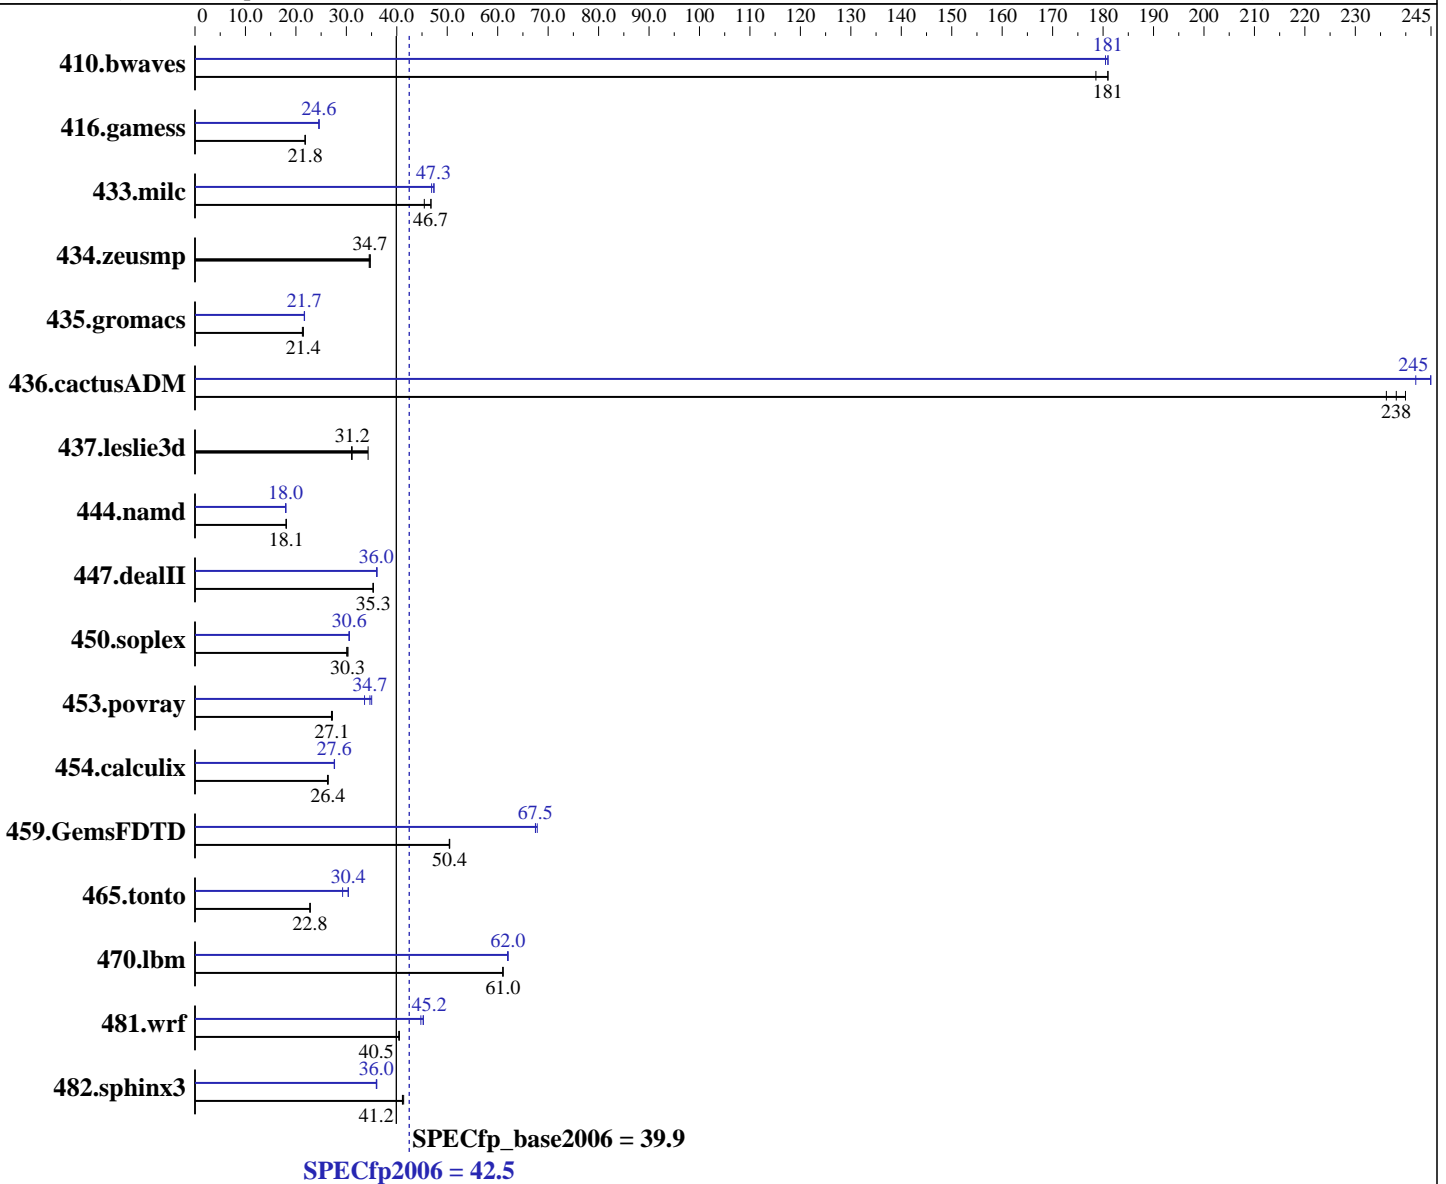 0 10.0 20.0 30.0 40.0 50.0 60.0 70.0 80.0 90.0 100 110 120 130 140 150 160 170 180 190 200 210 220 230 245
181
410.bwaves
181
24.6
416.gamess
21.8
47.3
433.milc
46.7
34.7
434.zeusmp
21.7
435.gromacs
21.4
245
436.cactusADM
238
31.2
437.leslie3d
18.0
444.namd
18.1
36.0
447.dealII
35.3
30.6
450.soplex
30.3
34.7
453.povray
27.1
27.6
454.calculix
26.4
67.5
459.GemsFDTD
50.4
30.4
465.tonto
22.8
62.0
470.lbm
61.0
45.2
481.wrf
40.5
36.0
482.sphinx3
41.2
SPECfp_base2006 = 39.9
SPECfp2006 = 42.5